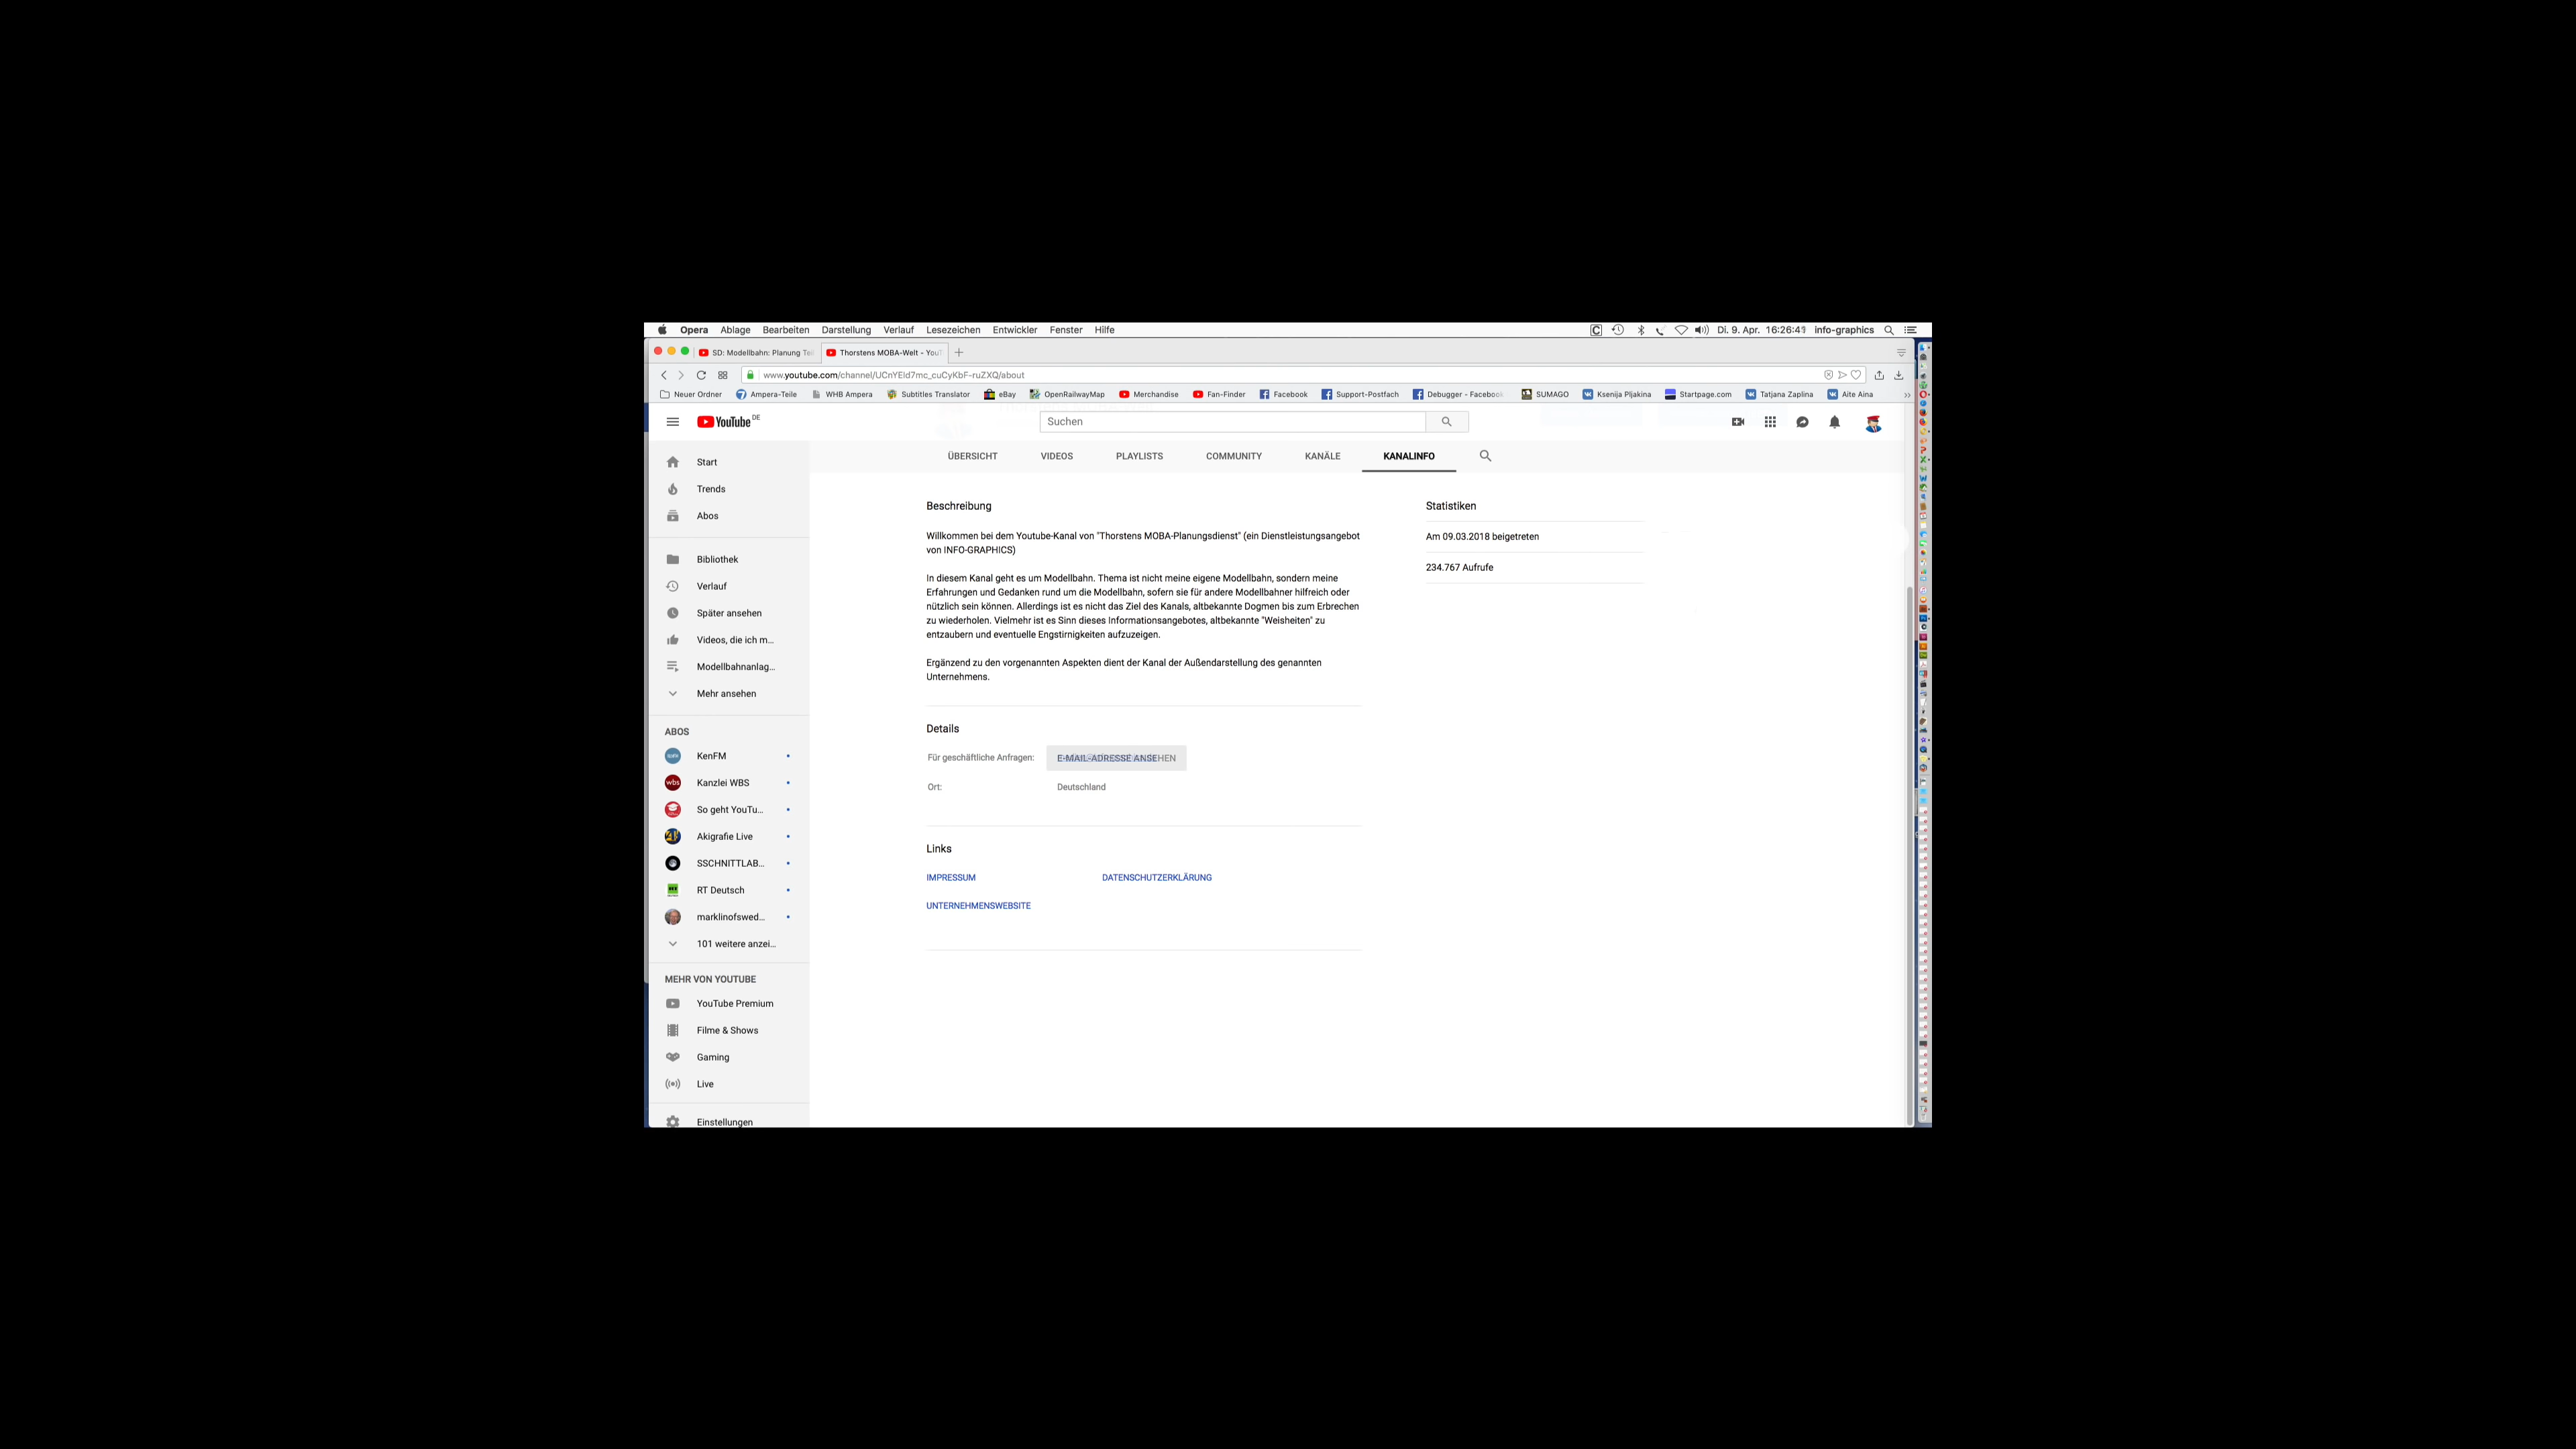 Opera Ablage Bearbeiten Darstellung Verlauf Lesezeichen Entwickler Fenster Hilfe
Di. 9. Apr. info-graphics
SD: Modellbahn: Planung Tei
Thorstens MOBA-Welt - YouT
www.youtube.com/channel/UCnYEId7mc_cuCyKbF-ruZXQ/about
Neuer Ordner Ampera-Teile WHB Ampera Subtitles Translator eBay OpenRailwayMap Merchandise Fan-Finder Facebook Support-Postfach Debugger - Facebook SUMAGO Ksenija Pljakina Startpage.com Tatjana Zaplina Aite Aina
YouTube DE
Suchen
ÜBERSICHT VIDEOS PLAYLISTS COMMUNITY KANÄLE KANALINFO
Start
Trends
Abos
Bibliothek
Verlauf
Später ansehen
Videos, die ich m...
Modellbahnanlag...
Mehr ansehen
ABOS
KenFM
Kanzlei WBS
So geht YouTu...
Akigrafie Live
SSCHNITTLAB...
RT Deutsch
marklinofswed...
101 weitere anzei...
MEHR VON YOUTUBE
YouTube Premium
Filme & Shows
Gaming
Live
Einstellungen
Beschreibung
Willkommen bei dem Youtube-Kanal von "Thorstens MOBA-Planungsdienst" (ein Dienstleistungsangebot
von INFO-GRAPHICS)
In diesem Kanal geht es um Modellbahn. Thema ist nicht meine eigene Modellbahn, sondern meine
Erfahrungen und Gedanken rund um die Modellbahn, sofern sie für andere Modellbahner hilfreich oder
nützlich sein können. Allerdings ist es nicht das Ziel des Kanals, altbekannte Dogmen bis zum Erbrechen
zu wiederholen. Vielmehr ist es Sinn dieses Informationsangebotes, altbekannte "Weisheiten" zu
entzaubern und eventuelle Engstirnigkeiten aufzuzeigen.
Ergänzend zu den vorgenannten Aspekten dient der Kanal der Außendarstellung des genannten
Unternehmens.
Details
Für geschäftliche Anfragen: E-MAIL-ADRESSE ANSEHEN
Ort: Deutschland
Links
IMPRESSUM DATENSCHUTZERKLÄRUNG
UNTERNEHMENSWEBSITE
Statistiken
Am 09.03.2018 beigetreten
234.767 Aufrufe